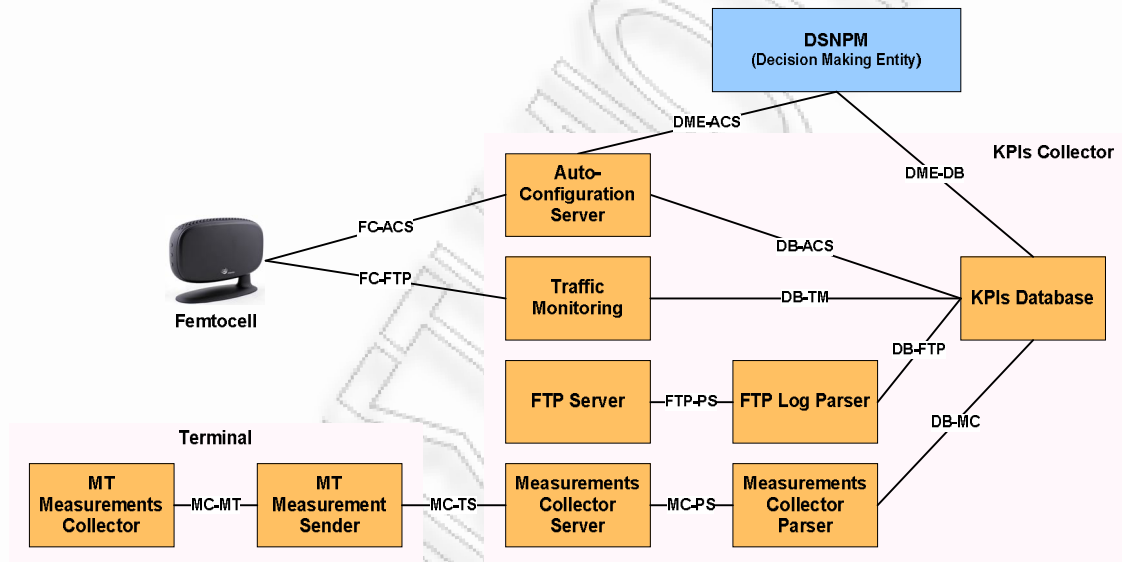 DSNPM
(Decision Making Entity)
DME-ACS
KPIs Collector
DME-DB
Auto-
Configuration
Server
FC-ACS
DB-ACS
FC-FTP
Traffic
Monitoring
DB-TM
KPIs Database
Femtocell
DB-FTP
FTP Server
FTP-PS
FTP Log Parser
DB-MC
Terminal
MT
Measurements
Collector
MC-MT
MT
Measurement
Sender
MC-TS
Measurements
Collector
Server
MC-PS
Measurements
Collector
Parser